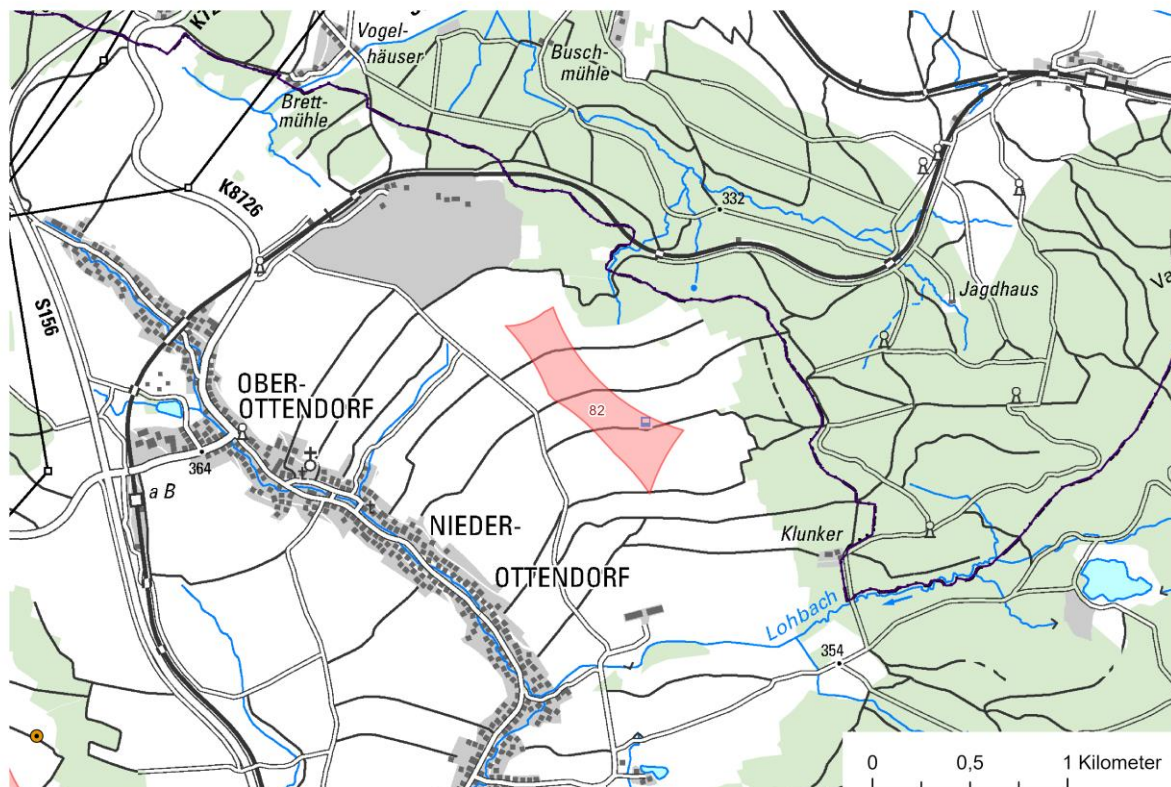 Vogel-
häuser
Busch-
mühle
Brett-
mühle
K8726
332
S156
Jagdhaus
OBER-
OTTENDORF
82
364
a B
NIEDER-
OTTENDORF
Klunker
Lohbach
354
0 0,5 1 Kilometer